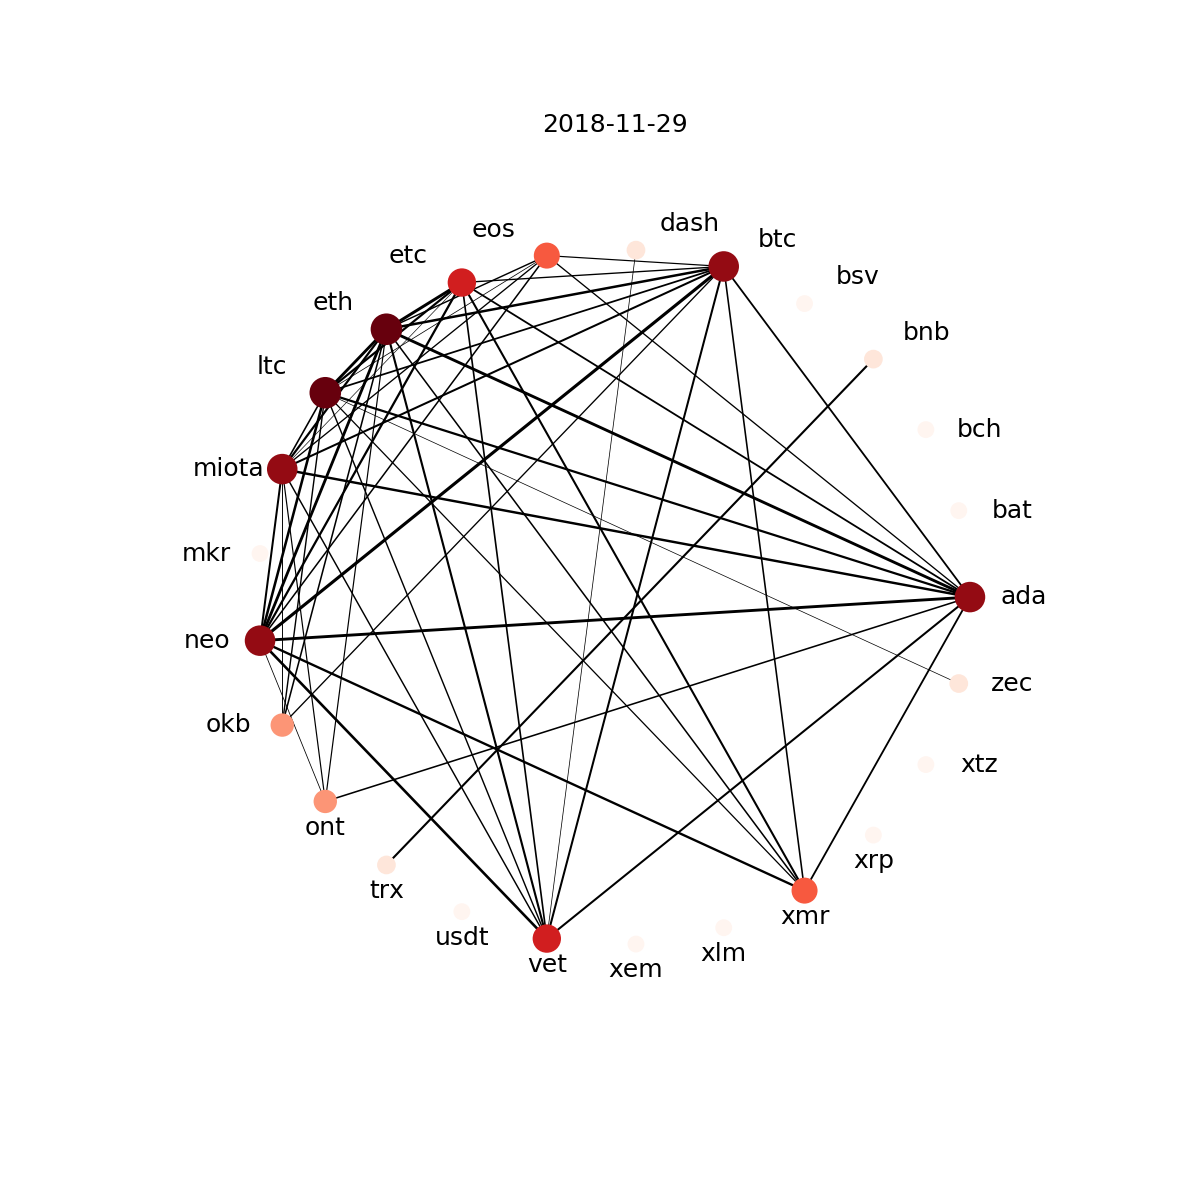 2018-11-29
dash
eos
btc
etc
bsv
eth
bnb
ltc
bch
miota
bat
mkr
ada
neo
zec
okb
xtz
ont
xrp
trx
xmr
usdt
xlm
vet
xem